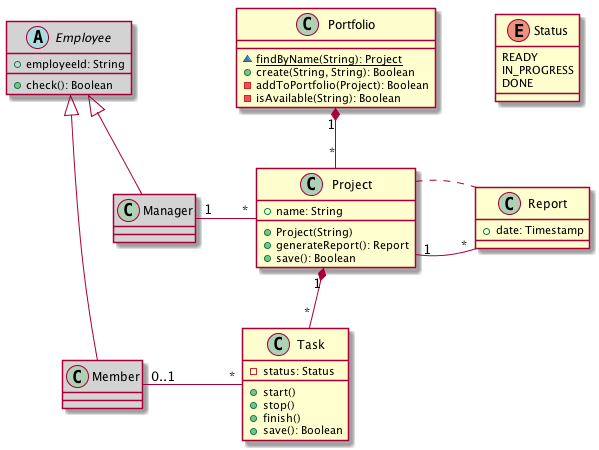 A Employee
employeeId: String
check(): Boolean
C Portfolio
findByName(String): Project
create(String, String): Boolean
addToPortfolio(Project): Boolean
isAvailable(String): Boolean
E Status
READY
IN_PROGRESS
DONE
1
*
C Manager
1
*
C Project
name: String
Project(String)
generateReport(): Report
save(): Boolean
C Report
date: Timestamp
1
*
1
*
C Member
0..1
*
C Task
status: Status
start()
stop()
finish()
save(): Boolean